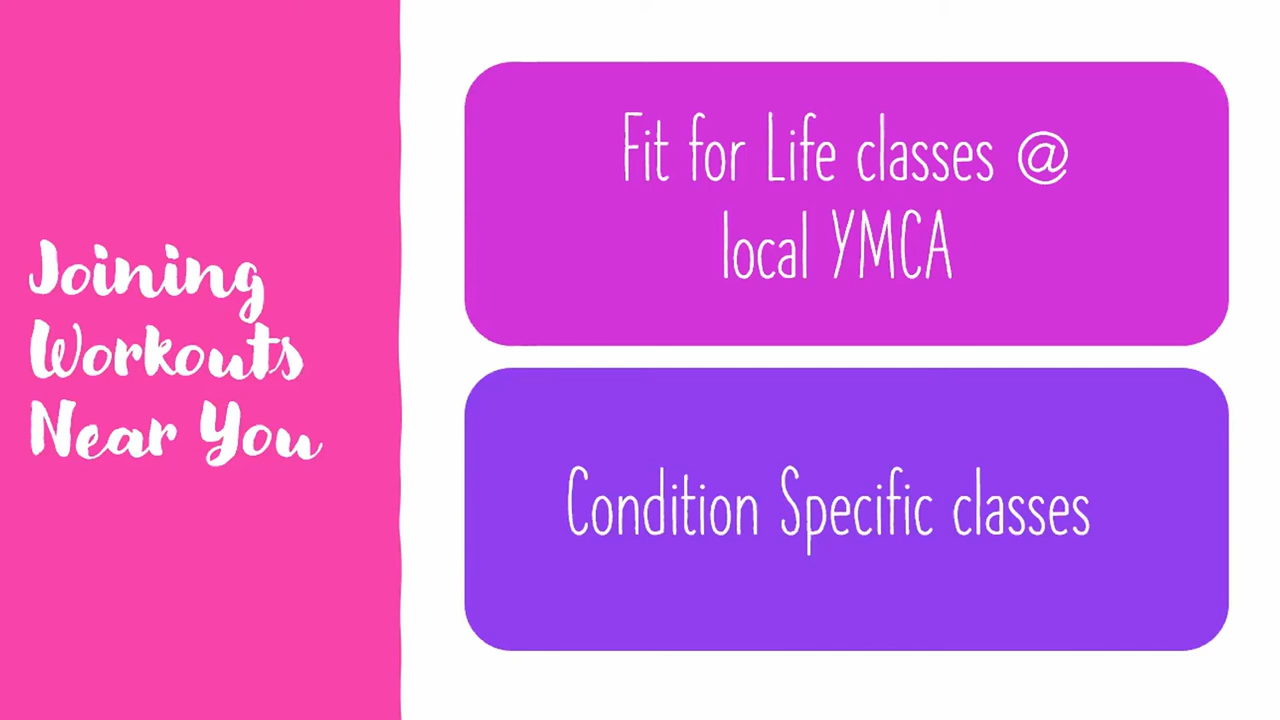 Joining
Workouts
Near You
Fit for Life classes @
local YMCA
Condition Specific classes